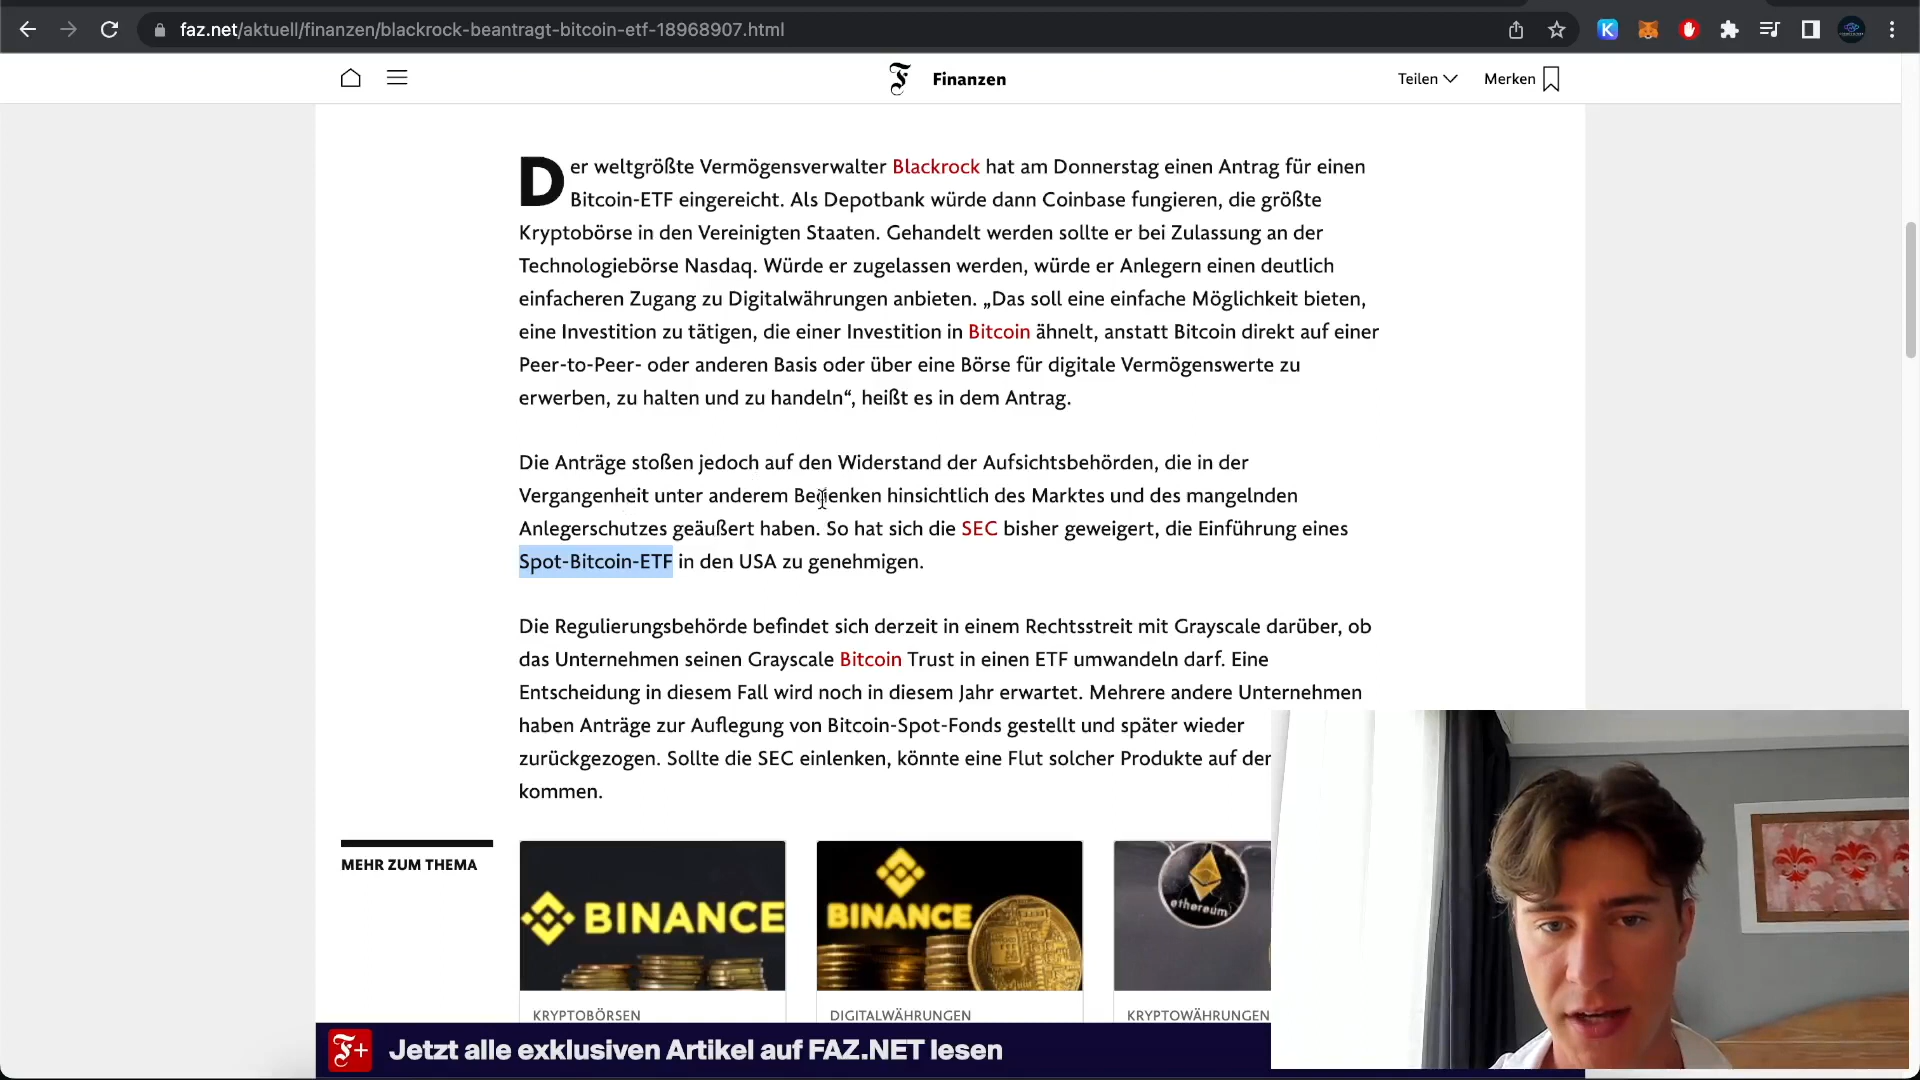 faz.net/aktuell/finanzen/blackrock-beantragt-bitcoin-etf-18968907.html
Finanzen
Teilen
Merken
Der weltgrößte Vermögensverwalter Blackrock hat am Donnerstag einen Antrag für einen
Bitcoin-ETF eingereicht. Als Depotbank würde dann Coinbase fungieren, die größte
Kryptobörse in den Vereinigten Staaten. Gehandelt werden sollte er bei Zulassung an der
Technologiebörse Nasdaq. Würde er zugelassen werden, würde er Anlegern einen deutlich
einfacheren Zugang zu Digitalwährungen anbieten. „Das soll eine einfache Möglichkeit bieten,
eine Investition zu tätigen, die einer Investition in Bitcoin ähnelt, anstatt Bitcoin direkt auf einer
Peer-to-Peer- oder anderen Basis oder über eine Börse für digitale Vermögenswerte zu
erwerben, zu halten und zu handeln“, heißt es in dem Antrag.
Die Anträge stoßen jedoch auf den Widerstand der Aufsichtsbehörden, die in der
Vergangenheit unter anderem Bedenken hinsichtlich des Marktes und des mangelnden
Anlegerschutzes geäußert haben. So hat sich die SEC bisher geweigert, die Einführung eines
Spot-Bitcoin-ETF in den USA zu genehmigen.
Die Regulierungsbehörde befindet sich derzeit in einem Rechtsstreit mit Grayscale darüber, ob
das Unternehmen seinen Grayscale Bitcoin Trust in einen ETF umwandeln darf. Eine
Entscheidung in diesem Fall wird noch in diesem Jahr erwartet. Mehrere andere Unternehmen
haben Anträge zur Auflegung von Bitcoin-Spot-Fonds gestellt und später wieder
zurückgezogen. Sollte die SEC einlenken, könnte eine Flut solcher Produkte auf den
kommen.
MEHR ZUM THEMA
BINANCE
BINANCE
ethereum
KRYPTOBÖRSEN
DIGITALWÄHRUNGEN
KRYPTOWÄHRUNGEN
F+
Jetzt alle exklusiven Artikel auf FAZ.NET lesen